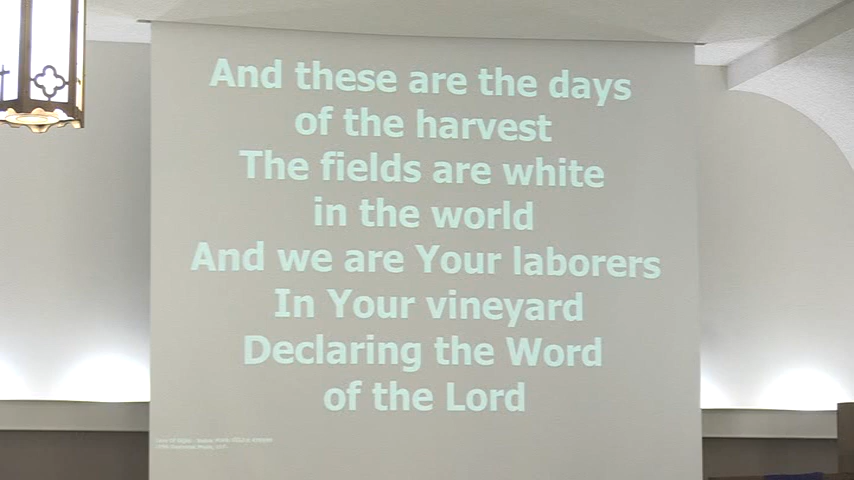 And these are the days
of the harvest
The fields are white
in the world
And we are Your laborers
In Your vineyard
Declaring the Word
of the Lord